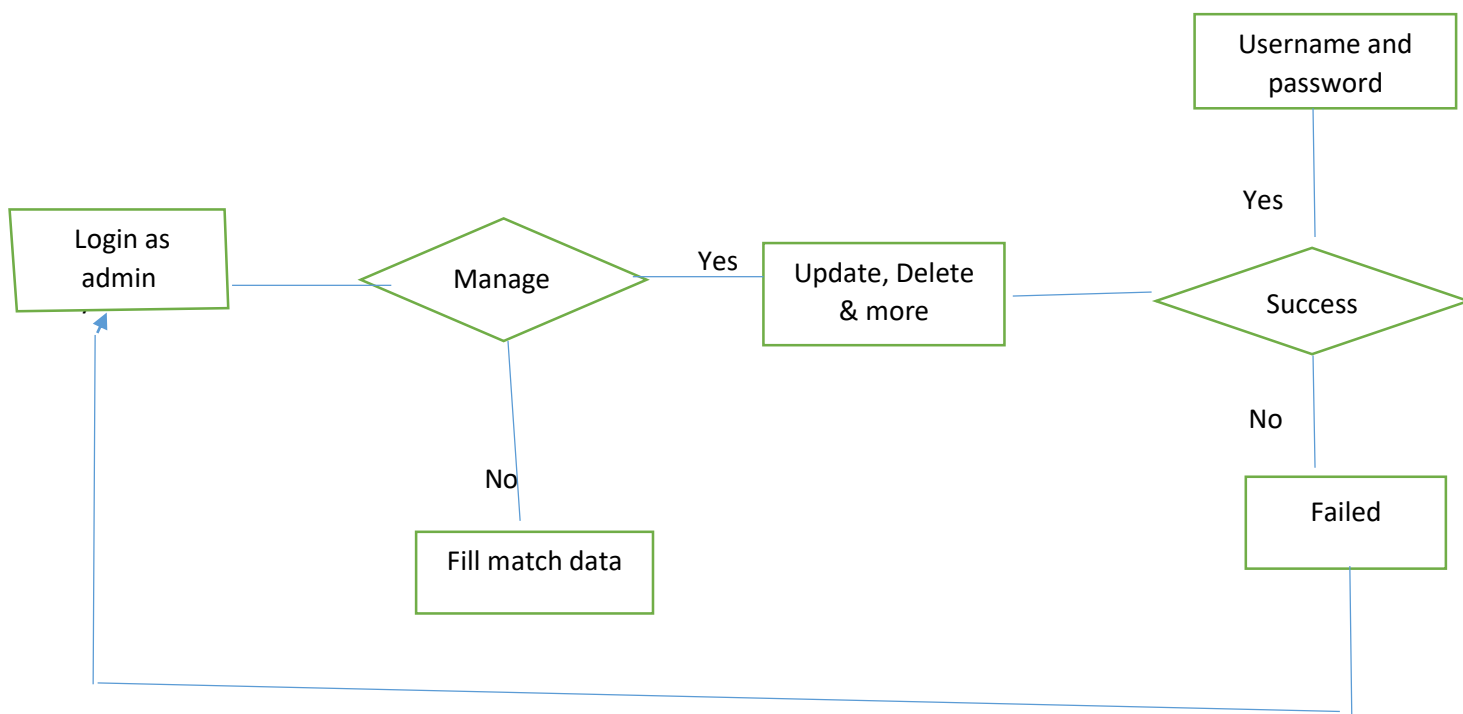 Username and
password
Yes
Login as
admin
Manage
Yes
Update, Delete
& more
Success
No
No
Fill match data
Failed